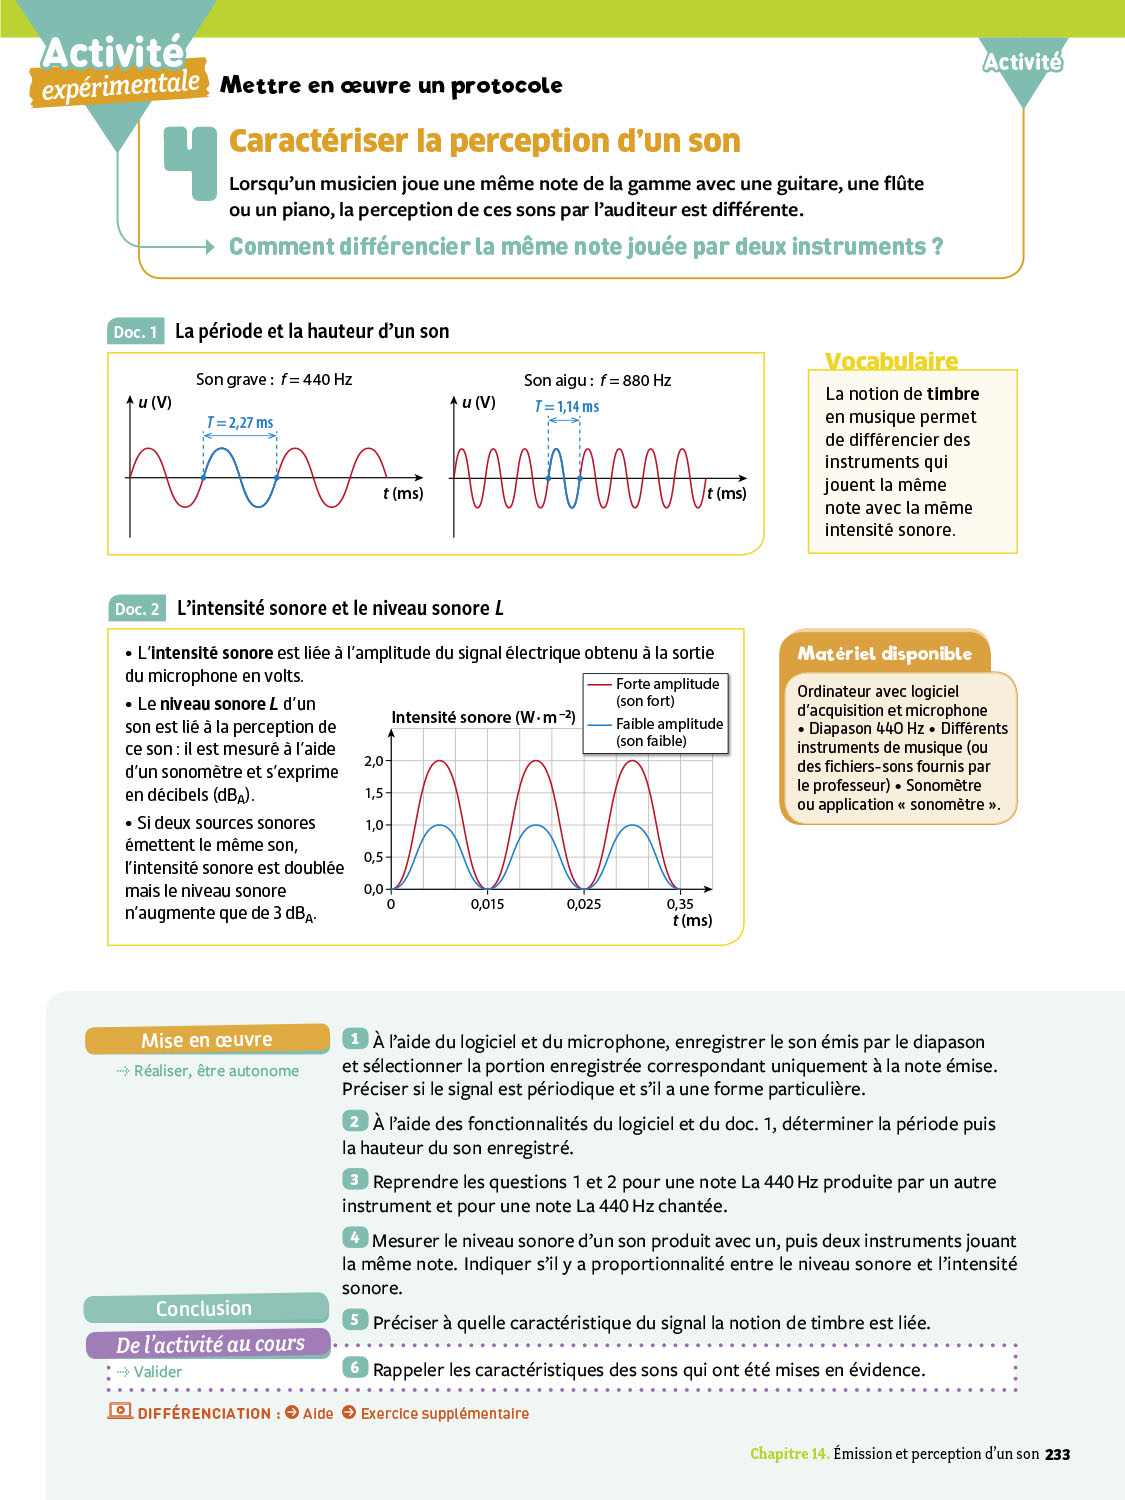 Activité
expérimentale
Mettre en œuvre un protocole
Activité
4
Caractériser la perception d'un son
Lorsqu'un musicien joue une même note de la gamme avec une guitare, une flûte
ou un piano, la perception de ces sons par l'auditeur est différente.
Comment différencier la même note jouée par deux instruments ?
Doc. 1 La période et la hauteur d'un son
Son grave : f = 440 Hz
u (V)
T = 2,27 ms
t (ms)
Son aigu : f = 880 Hz
u (V)
T = 1,14 ms
t (ms)
Vocabulaire
La notion de timbre
en musique permet
de différencier des
instruments qui
jouent la même
note avec la même
intensité sonore.
Doc. 2 L'intensité sonore et le niveau sonore L
• L'intensité sonore est liée à l'amplitude du signal électrique obtenu à la sortie
du microphone en volts.
• Le niveau sonore L d'un
son est lié à la perception de
ce son : il est mesuré à l'aide
d'un sonomètre et s'exprime
en décibels (dBA).
• Si deux sources sonores
émettent le même son,
l'intensité sonore est doublée
mais le niveau sonore
n'augmente que de 3 dBA.
Intensité sonore (W·m⁻²)
Forte amplitude
(son fort)
Faible amplitude
(son faible)
2,0
1,5
1,0
0,5
0,0
0 0,015 0,025 0,35
t (ms)
Matériel disponible
Ordinateur avec logiciel
d'acquisition et microphone
• Diapason 440 Hz • Différents
instruments de musique (ou
des fichiers-sons fournis par
le professeur) • Sonomètre
ou application « sonomètre ».
Mise en œuvre
Réaliser, être autonome
1 À l'aide du logiciel et du microphone, enregistrer le son émis par le diapason
et sélectionner la portion enregistrée correspondant uniquement à la note émise.
Préciser si le signal est périodique et s'il a une forme particulière.
2 À l'aide des fonctionnalités du logiciel et du doc. 1, déterminer la période puis
la hauteur du son enregistré.
3 Reprendre les questions 1 et 2 pour une note La 440 Hz produite par un autre
instrument et pour une note La 440 Hz chantée.
4 Mesurer le niveau sonore d'un son produit avec un, puis deux instruments jouant
la même note. Indiquer s'il y a proportionnalité entre le niveau sonore et l'intensité
sonore.
Conclusion
5 Préciser à quelle caractéristique du signal la notion de timbre est liée.
De l'activité au cours
Valider
6 Rappeler les caractéristiques des sons qui ont été mises en évidence.
DIFFÉRENCIATION : Aide Exercice supplémentaire
Chapitre 14. Émission et perception d'un son 233